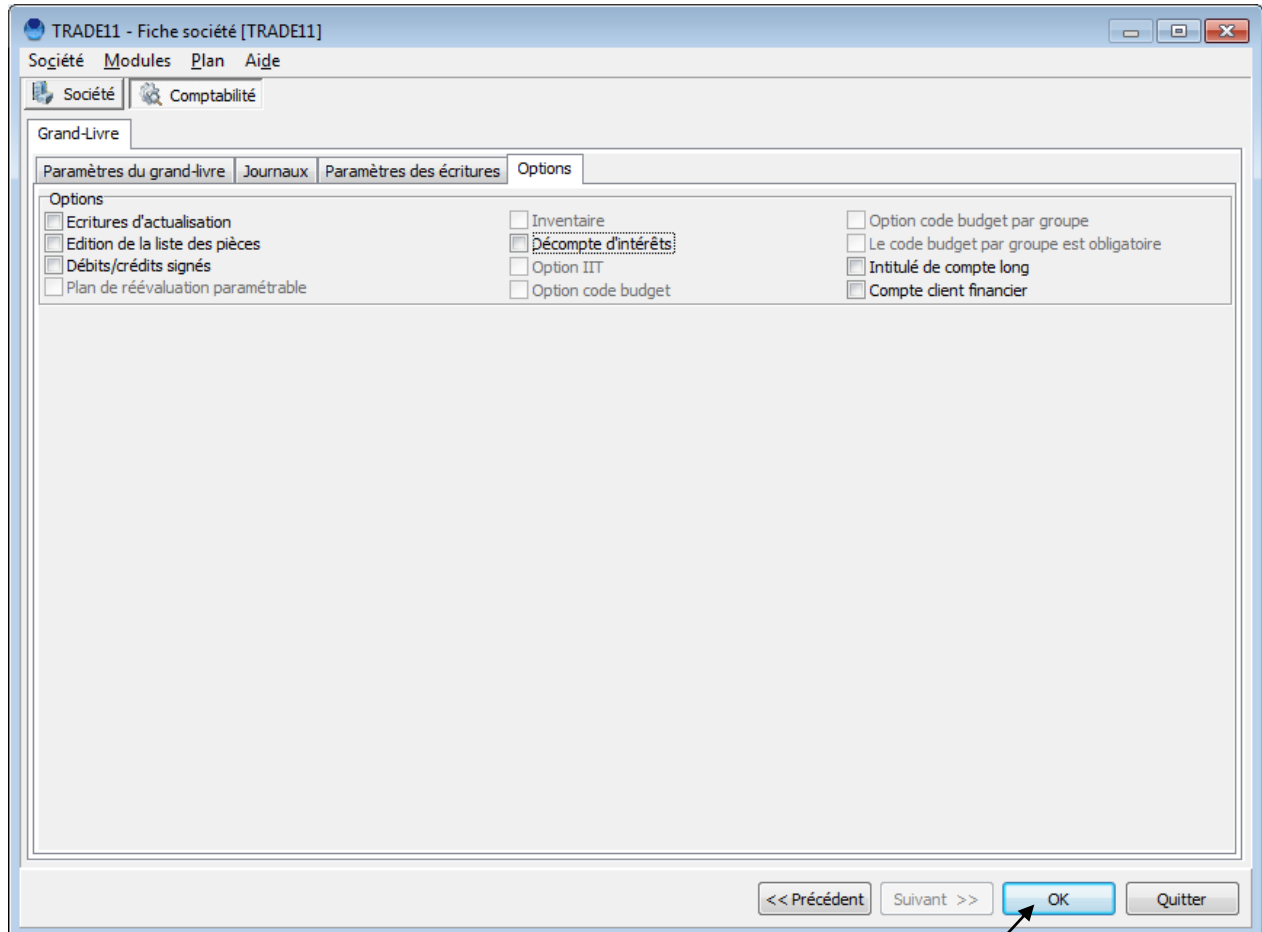 TRADE11 - Fiche société [TRADE11]
Société Modules Plan Aide
Société Comptabilité
Grand-Livre
Paramètres du grand-livre Journaux Paramètres des écritures Options
Options
Ecritures d'actualisation Inventaire Option code budget par groupe
Edition de la liste des pièces Décompte d'intérêts Le code budget par groupe est obligatoire
Débits/crédits signés Option IIT Intitulé de compte long
Plan de réévaluation paramétrable Option code budget Compte client financier
<< Précédent Suivant >> OK Quitter